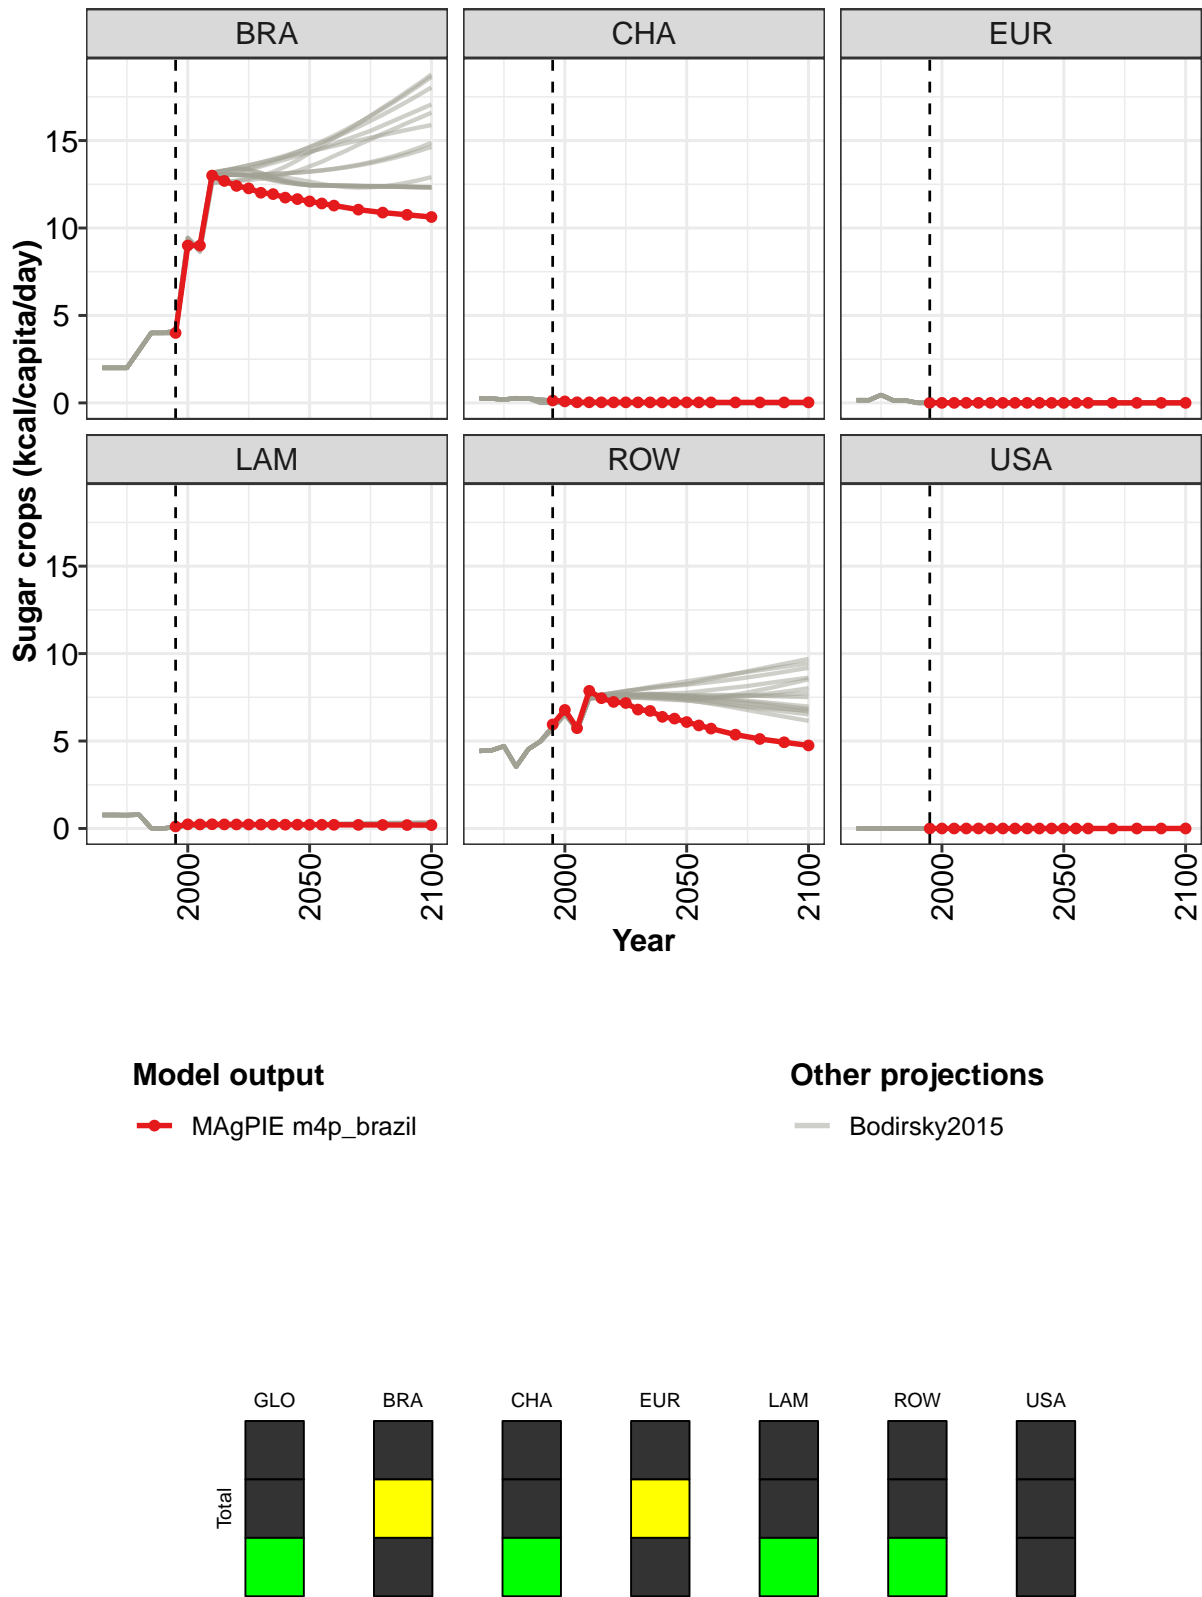 BRA CHA EUR
15
10
5
0
LAM ROW USA
15
10
5
0
2000 2050 2100 2000 2050 2100 2000 2050 2100
Sugar crops (kcal/capita/day)
Year
Model output
MAgPIE m4p_brazil
Other projections
Bodirsky2015
GLO BRA CHA EUR LAM ROW USA
Total